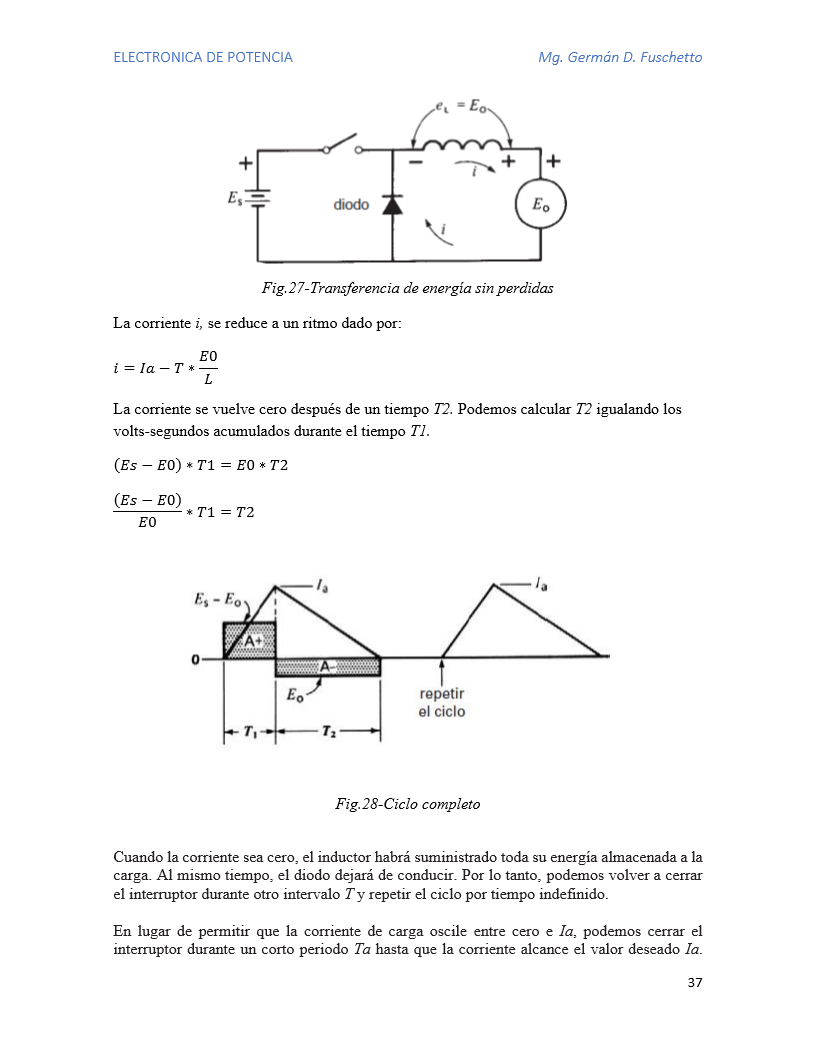 ELECTRONICA DE POTENCIA Mg. Germán D. Fuschetto
e_L = E_o
+ − i + +
E_s diodo E_o
i
Fig.27-Transferencia de energía sin perdidas
La corriente i, se reduce a un ritmo dado por:
i = Ia − T ∗ E0/L
La corriente se vuelve cero después de un tiempo T2. Podemos calcular T2 igualando los
volts-segundos acumulados durante el tiempo T1.
(Es − E0) ∗ T1 = E0 ∗ T2
(Es − E0)/E0 ∗ T1 = T2
I_a I_a
E_s − E_o
A+
0 A−
E_o repetir
el ciclo
T_1 T_2
Fig.28-Ciclo completo
Cuando la corriente sea cero, el inductor habrá suministrado toda su energía almacenada a la
carga. Al mismo tiempo, el diodo dejará de conducir. Por lo tanto, podemos volver a cerrar
el interruptor durante otro intervalo T y repetir el ciclo por tiempo indefinido.
En lugar de permitir que la corriente de carga oscile entre cero e Ia, podemos cerrar el
interruptor durante un corto periodo Ta hasta que la corriente alcance el valor deseado Ia.
37